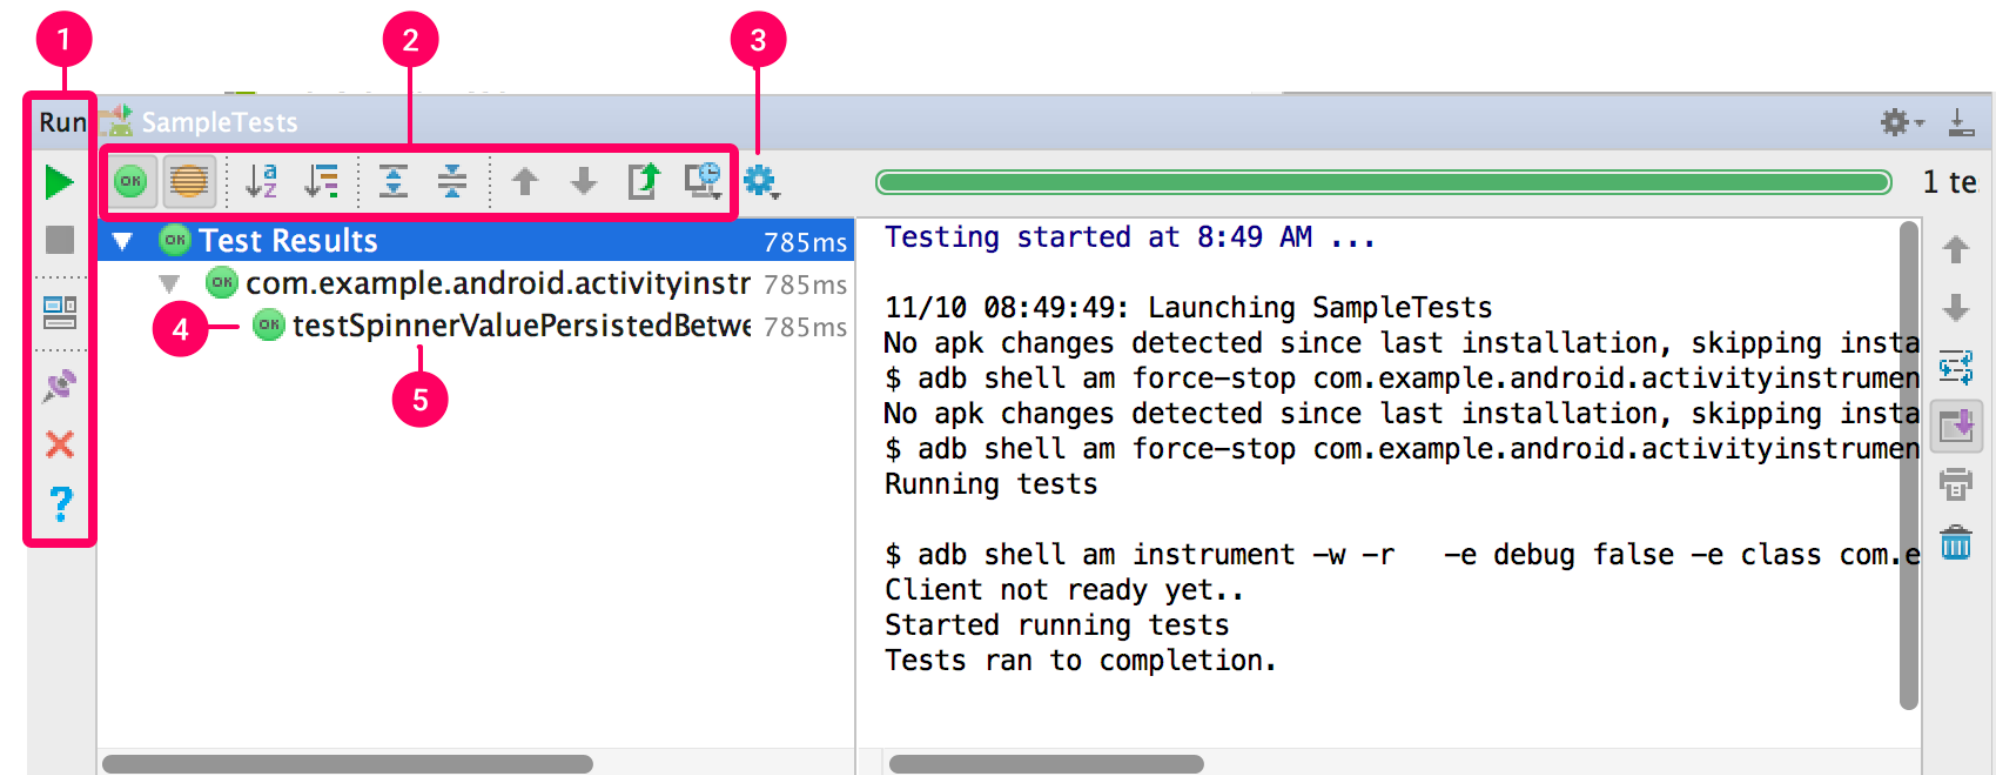 1
2
3
Run SampleTests
OK
a
z
1 te
OK Test Results 785ms
OK com.example.android.activityinstr 785ms
4 OK testSpinnerValuePersistedBetwe 785ms
5
?
Testing started at 8:49 AM ...
11/10 08:49:49: Launching SampleTests
No apk changes detected since last installation, skipping insta
$ adb shell am force-stop com.example.android.activityinstrumen
No apk changes detected since last installation, skipping insta
$ adb shell am force-stop com.example.android.activityinstrumen
Running tests
$ adb shell am instrument -w -r   -e debug false -e class com.e
Client not ready yet..
Started running tests
Tests ran to completion.